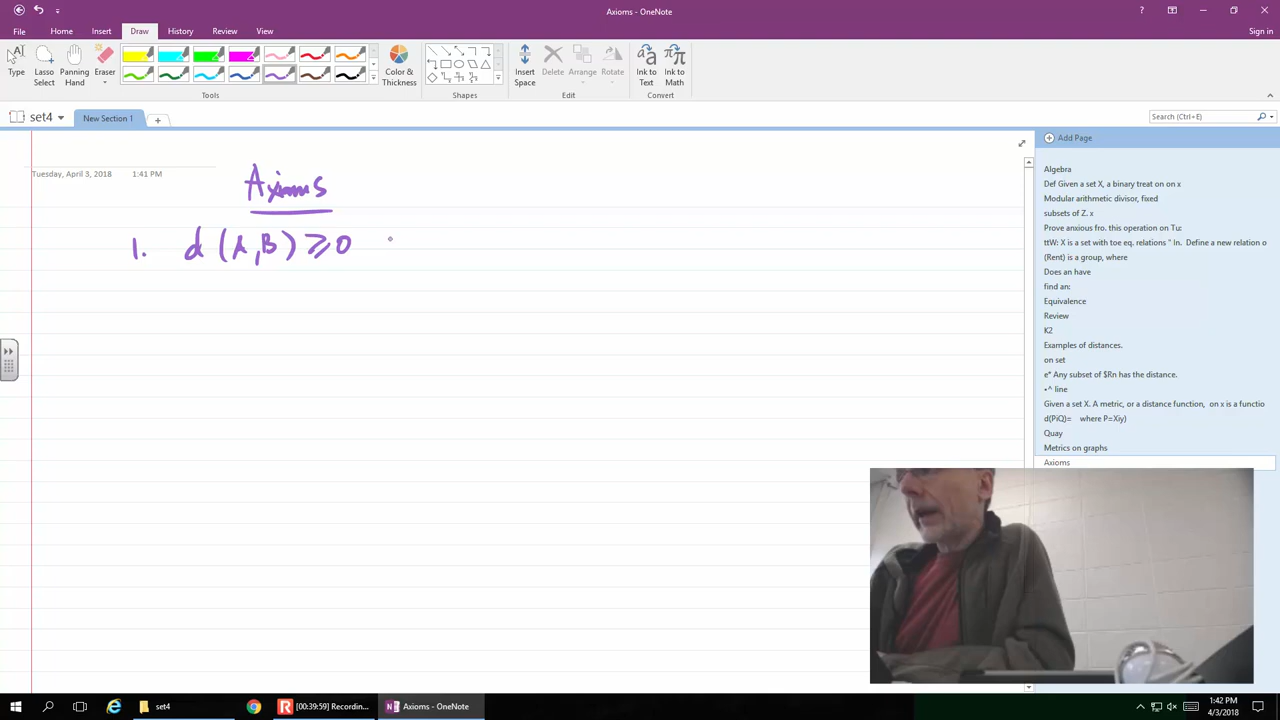 Axioms - OneNote
?
File
Home
Insert
Draw
History
Review
View
Sign in
Type
Lasso Select
Panning Hand
Eraser
Color & Thickness
Insert Space
Delete
Arrange
Rotate
Ink to Text
Ink to Math
Tools
Shapes
Edit
Convert
set4
New Section 1
Search (Ctrl+E)
Tuesday, April 3, 2018 1:41 PM
Axioms
1. d (A,B) ⩾ 0
Add Page
Algebra
Def Given a set X, a binary treat on on x
Modular arithmetic divisor, fixed
subsets of Z. x
Prove anxious fro. this operation on Tu:
ttW: X is a set with toe eq. relations " ln. Define a new relation o
(Rent) is a group, where
Does an have
find an:
Equivalence
Review
K2
Examples of distances.
on set
e* Any subset of $Rn has the distance.
•^ line
Given a set X. A metric, or a distance function, on x is a functio
d(PiQ)= where P=Xiy)
Quay
Metrics on graphs
Axioms
set4
[00:39:59] Recordin...
Axioms - OneNote
1:42 PM
4/3/2018